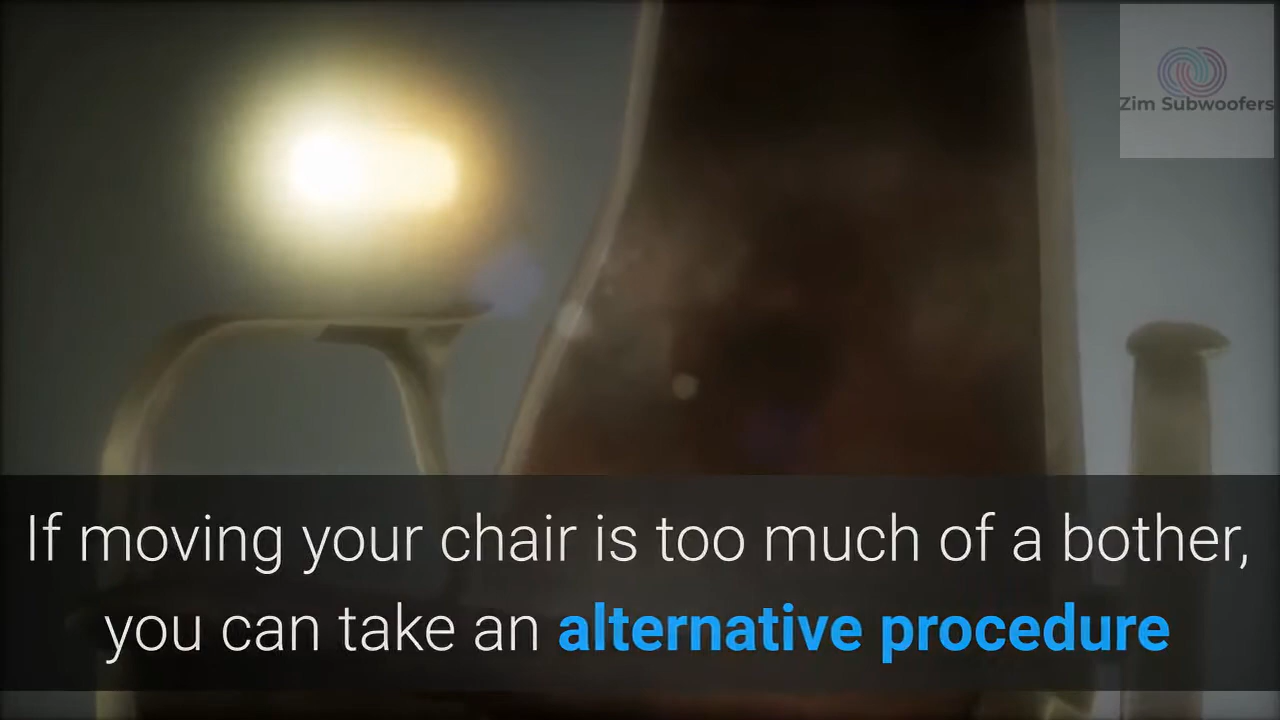 Zim Subwoofers
If moving your chair is too much of a bother,
you can take an alternative procedure